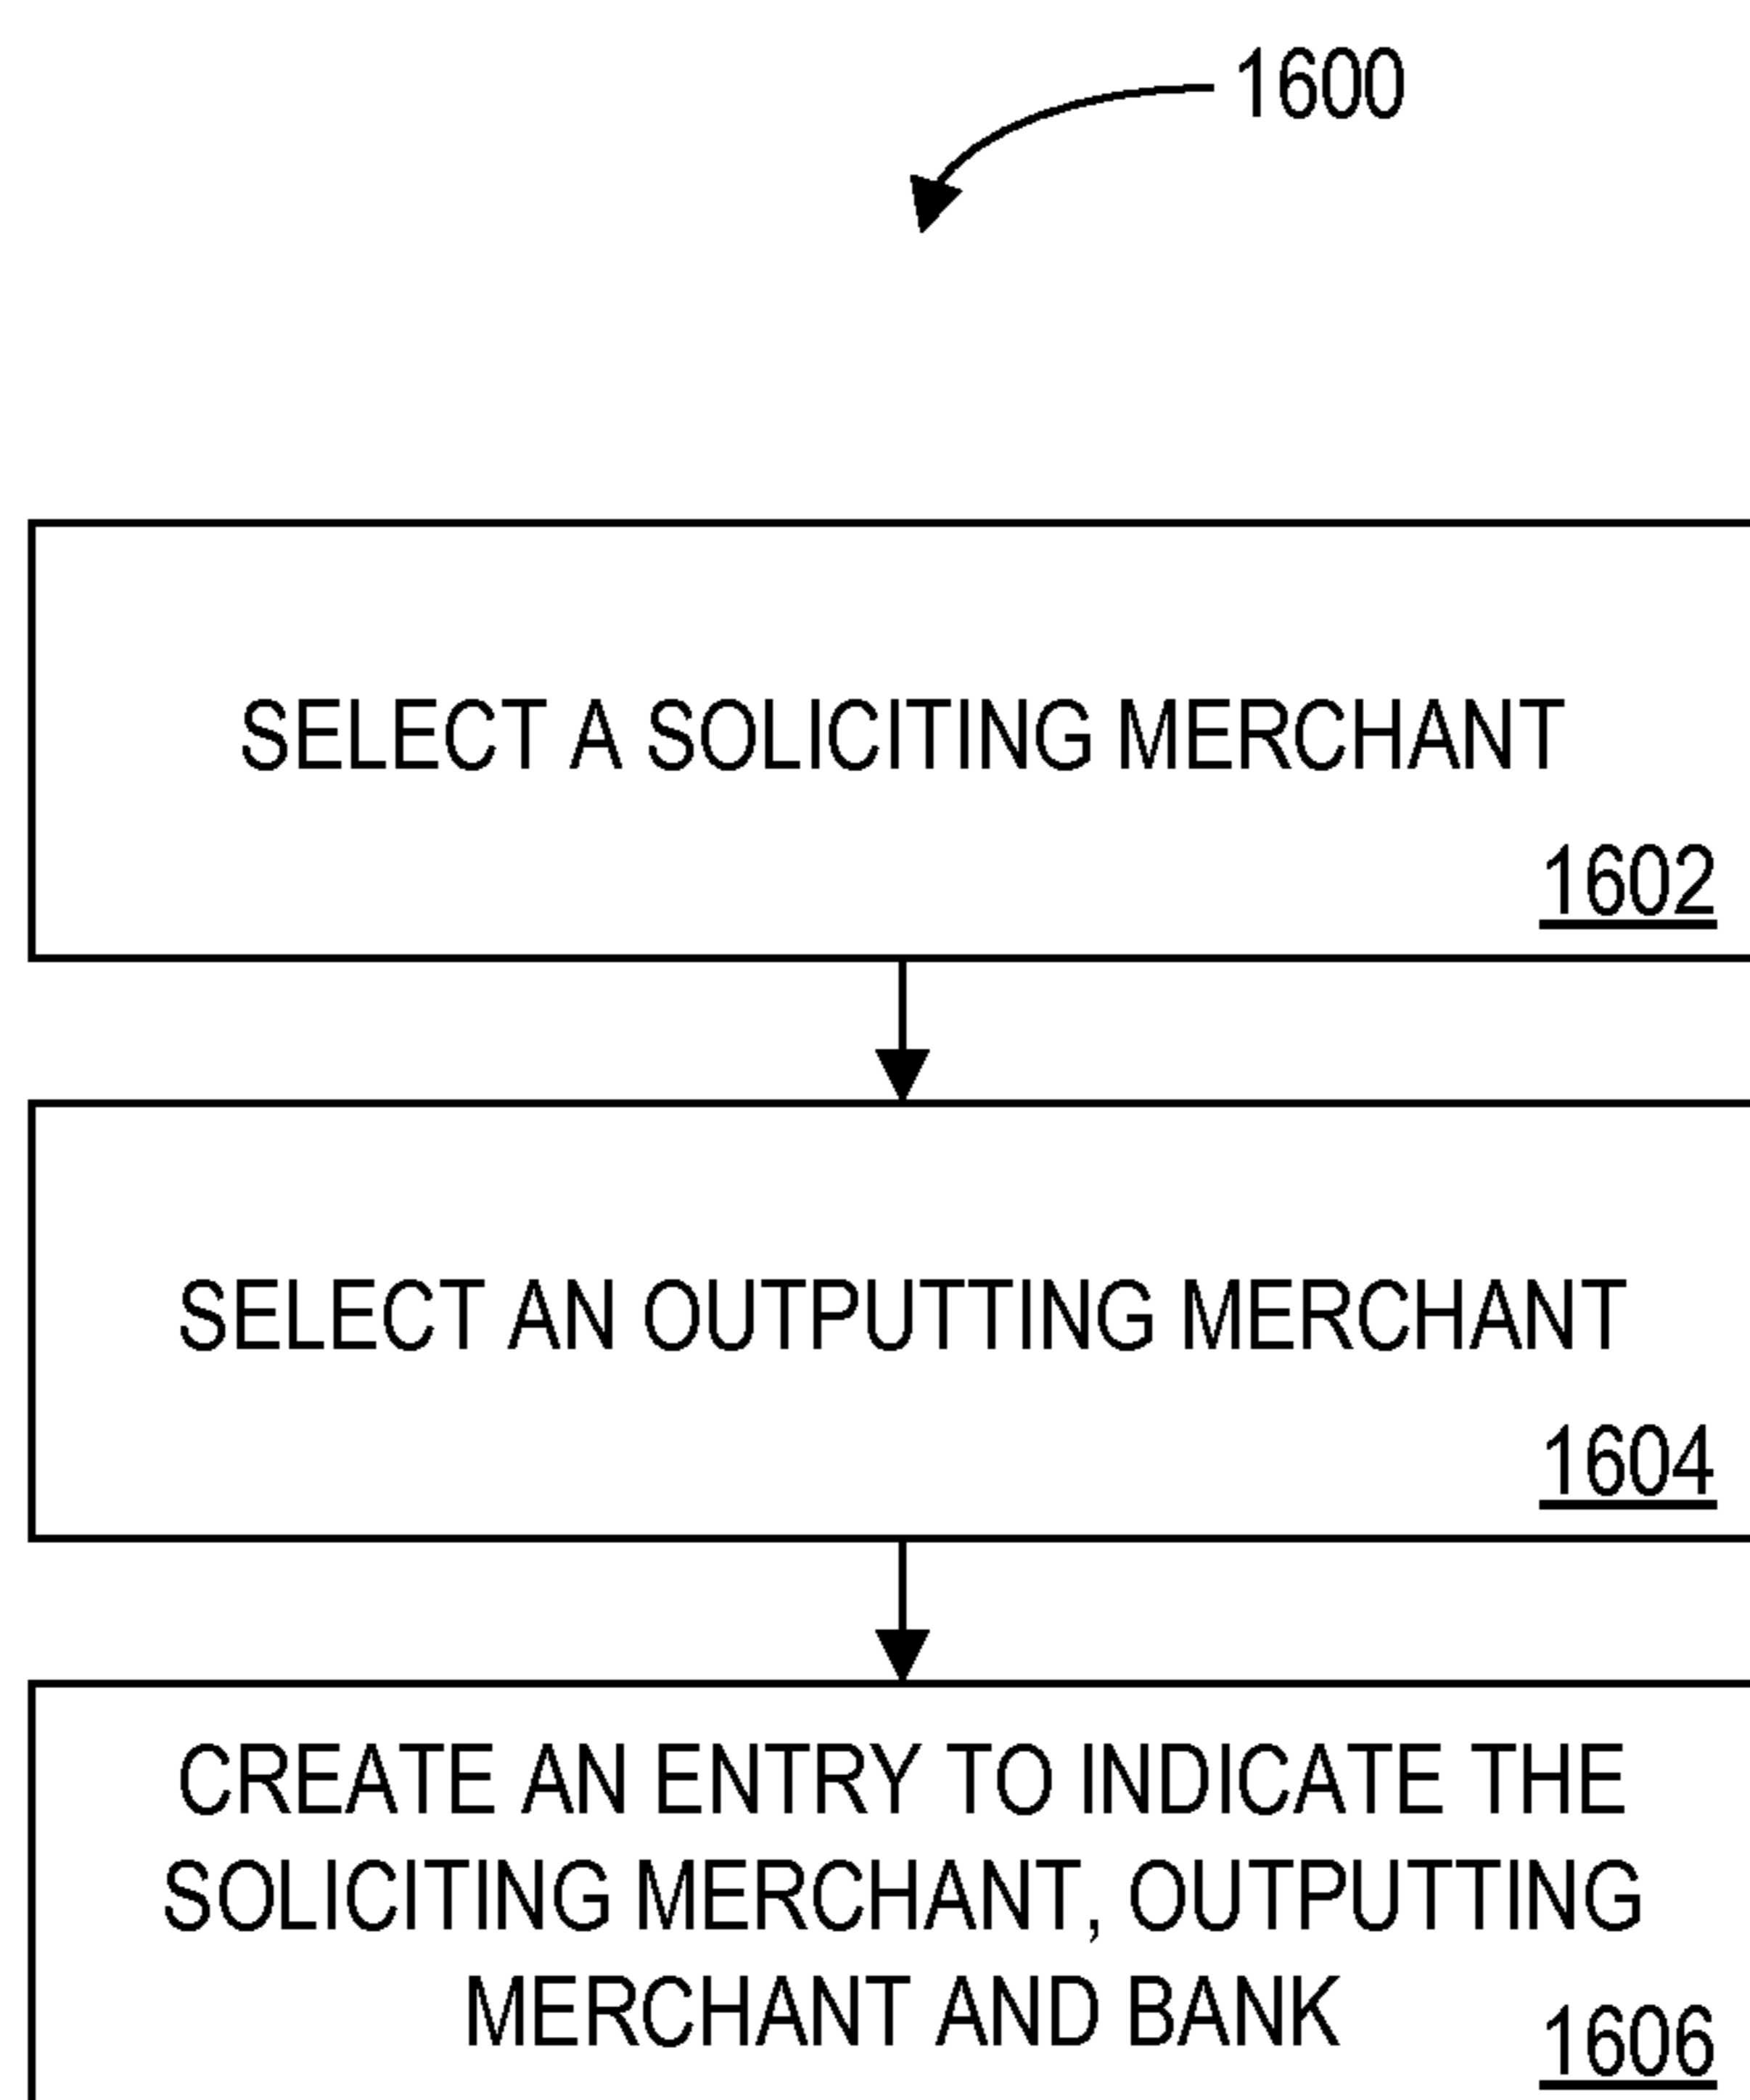 1600
SELECT A SOLICITING MERCHANT
1602
SELECT AN OUTPUTTING MERCHANT
1604
CREATE AN ENTRY TO INDICATE THE
SOLICITING MERCHANT, OUTPUTTING
MERCHANT AND BANK
1606